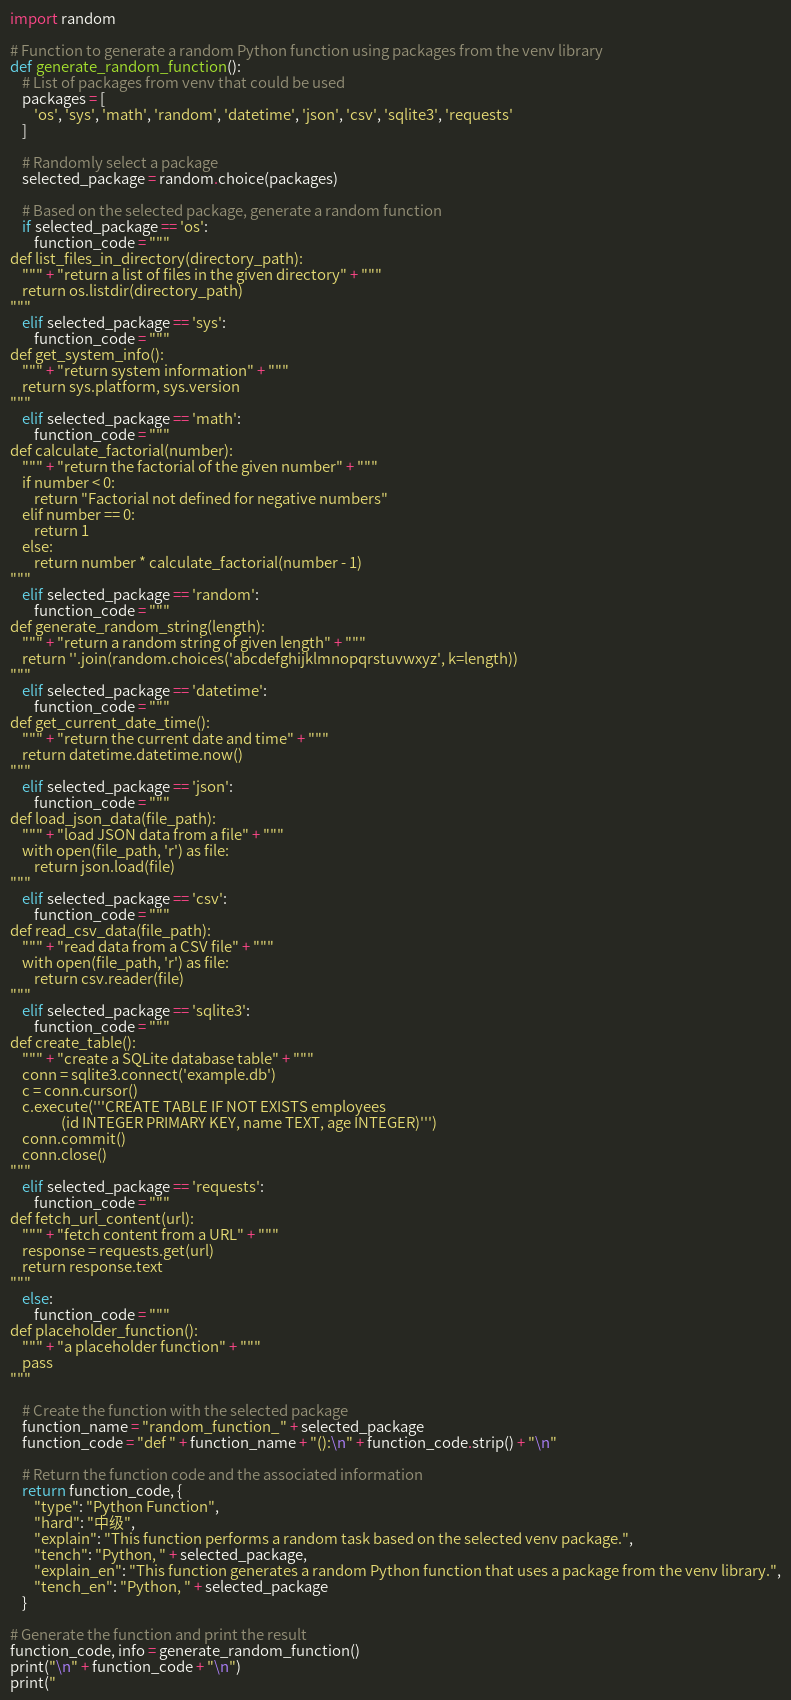 import random

# Function to generate a random Python function using packages from the venv library
def generate_random_function():
    # List of packages from venv that could be used
    packages = [
        'os', 'sys', 'math', 'random', 'datetime', 'json', 'csv', 'sqlite3', 'requests'
    ]

    # Randomly select a package
    selected_package = random.choice(packages)

    # Based on the selected package, generate a random function
    if selected_package == 'os':
        function_code = """
def list_files_in_directory(directory_path):
    """ + "return a list of files in the given directory" + """
    return os.listdir(directory_path)
"""
    elif selected_package == 'sys':
        function_code = """
def get_system_info():
    """ + "return system information" + """
    return sys.platform, sys.version
"""
    elif selected_package == 'math':
        function_code = """
def calculate_factorial(number):
    """ + "return the factorial of the given number" + """
    if number < 0:
        return "Factorial not defined for negative numbers"
    elif number == 0:
        return 1
    else:
        return number * calculate_factorial(number - 1)
"""
    elif selected_package == 'random':
        function_code = """
def generate_random_string(length):
    """ + "return a random string of given length" + """
    return ''.join(random.choices('abcdefghijklmnopqrstuvwxyz', k=length))
"""
    elif selected_package == 'datetime':
        function_code = """
def get_current_date_time():
    """ + "return the current date and time" + """
    return datetime.datetime.now()
"""
    elif selected_package == 'json':
        function_code = """
def load_json_data(file_path):
    """ + "load JSON data from a file" + """
    with open(file_path, 'r') as file:
        return json.load(file)
"""
    elif selected_package == 'csv':
        function_code = """
def read_csv_data(file_path):
    """ + "read data from a CSV file" + """
    with open(file_path, 'r') as file:
        return csv.reader(file)
"""
    elif selected_package == 'sqlite3':
        function_code = """
def create_table():
    """ + "create a SQLite database table" + """
    conn = sqlite3.connect('example.db')
    c = conn.cursor()
    c.execute('''CREATE TABLE IF NOT EXISTS employees
                 (id INTEGER PRIMARY KEY, name TEXT, age INTEGER)''')
    conn.commit()
    conn.close()
"""
    elif selected_package == 'requests':
        function_code = """
def fetch_url_content(url):
    """ + "fetch content from a URL" + """
    response = requests.get(url)
    return response.text
"""
    else:
        function_code = """
def placeholder_function():
    """ + "a placeholder function" + """
    pass
"""

    # Create the function with the selected package
    function_name = "random_function_" + selected_package
    function_code = "def " + function_name + "():\n" + function_code.strip() + "\n"

    # Return the function code and the associated information
    return function_code, {
        "type": "Python Function",
        "hard": "中级",
        "explain": "This function performs a random task based on the selected venv package.",
        "tench": "Python, " + selected_package,
        "explain_en": "This function generates a random Python function that uses a package from the venv library.",
        "tench_en": "Python, " + selected_package
    }

# Generate the function and print the result
function_code, info = generate_random_function()
print("\n" + function_code + "\n")
print("